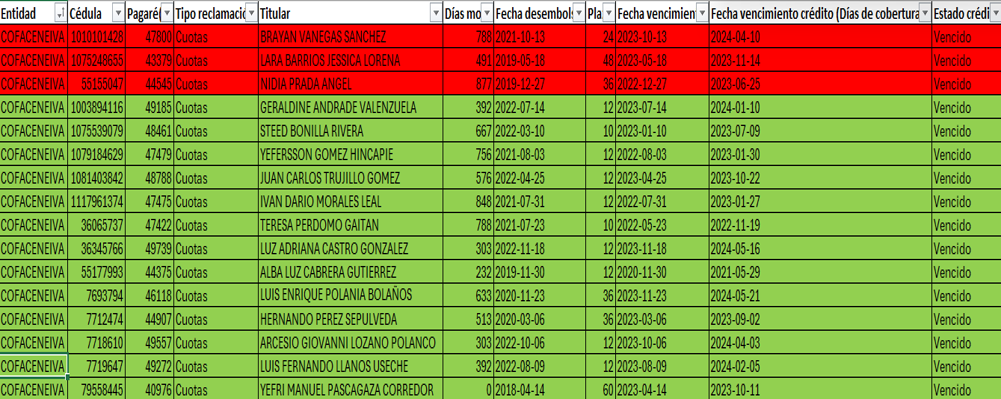 Entidad Cédula Pagaré Tipo reclamaci Titular Días mo Fecha desembols Pla Fecha vencimien Fecha vencimiento crédito (Días de cobertura Estado crédi
COFACENEIVA 1010101428 47800 Cuotas BRAYAN VANEGAS SANCHEZ 788 2021-10-13 24 2023-10-13 2024-04-10 Vencido
COFACENEIVA 1075248655 43379 Cuotas LARA BARRIOS JESSICA LORENA 491 2019-05-18 48 2023-05-18 2023-11-14 Vencido
COFACENEIVA 55155047 44545 Cuotas NIDIA PRADA ANGEL 877 2019-12-27 36 2022-12-27 2023-06-25 Vencido
COFACENEIVA 1003894116 49185 Cuotas GERALDINE ANDRADE VALENZUELA 392 2022-07-14 12 2023-07-14 2024-01-10 Vencido
COFACENEIVA 1075539079 48461 Cuotas STEED BONILLA RIVERA 667 2022-03-10 10 2023-01-10 2023-07-09 Vencido
COFACENEIVA 1079184629 47479 Cuotas YEFERSSON GOMEZ HINCAPIE 756 2021-08-03 12 2022-08-03 2023-01-30 Vencido
COFACENEIVA 1081403842 48788 Cuotas JUAN CARLOS TRUJILLO GOMEZ 576 2022-04-25 12 2023-04-25 2023-10-22 Vencido
COFACENEIVA 1117961374 47475 Cuotas IVAN DARIO MORALES LEAL 848 2021-07-31 12 2022-07-31 2023-01-27 Vencido
COFACENEIVA 36065737 47422 Cuotas TERESA PERDOMO GAITAN 788 2021-07-23 10 2022-05-23 2022-11-19 Vencido
COFACENEIVA 36345766 49739 Cuotas LUZ ADRIANA CASTRO GONZALEZ 303 2022-11-18 12 2023-11-18 2024-05-16 Vencido
COFACENEIVA 55177993 44375 Cuotas ALBA LUZ CABRERA GUTIERREZ 232 2019-11-30 12 2020-11-30 2021-05-29 Vencido
COFACENEIVA 7693794 46118 Cuotas LUIS ENRIQUE POLANIA BOLAÑOS 633 2020-11-23 36 2023-11-23 2024-05-21 Vencido
COFACENEIVA 7712474 44907 Cuotas HERNANDO PEREZ SEPULVEDA 513 2020-03-06 36 2023-03-06 2023-09-02 Vencido
COFACENEIVA 7718610 49557 Cuotas ARCESIO GIOVANNI LOZANO POLANCO 303 2022-10-06 12 2023-10-06 2024-04-03 Vencido
COFACENEIVA 7719647 49272 Cuotas LUIS FERNANDO LLANOS USECHE 392 2022-08-09 12 2023-08-09 2024-02-05 Vencido
COFACENEIVA 79558445 40976 Cuotas YEFRI MANUEL PASCAGAZA CORREDOR 0 2018-04-14 60 2023-04-14 2023-10-11 Vencido